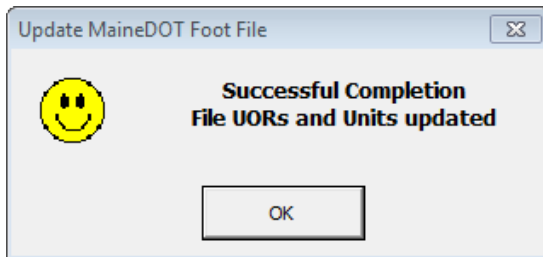 Update MaineDOT Foot File
Successful Completion
File UORs and Units updated
OK